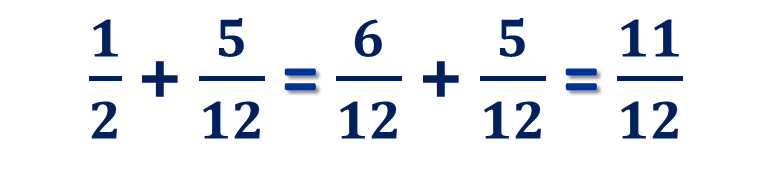 1/2 + 5/12 = 6/12 + 5/12 = 11/12